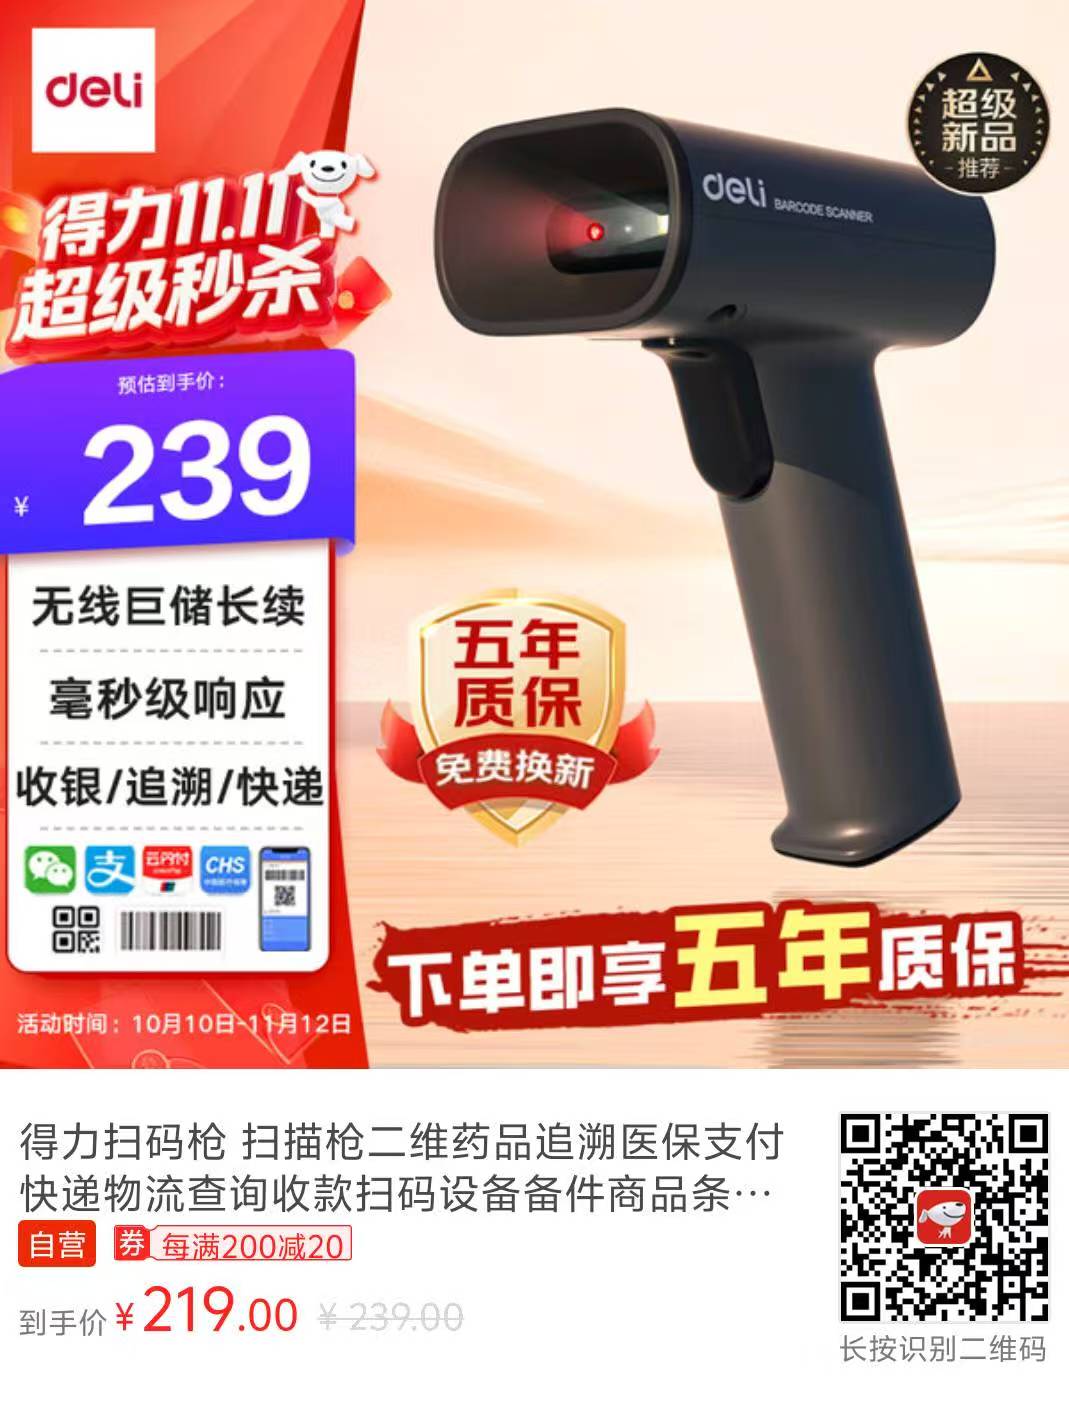 deli
得力11.11
超级秒杀
预估到手价：
¥ 239
无线巨储长续
毫秒级响应
收银/追溯/快递
云闪付
CHS
活动时间：10月10日-11月12日
超级
新品
推荐
deli BARCODE SCANNER
五年
质保
免费换新
下单即享五年质保
得力扫码枪 扫描枪二维药品追溯医保支付
快递物流查询收款扫码设备备件商品条…
自营 券 每满200减20
到手价 ¥219.00 ¥239.00
长按识别二维码